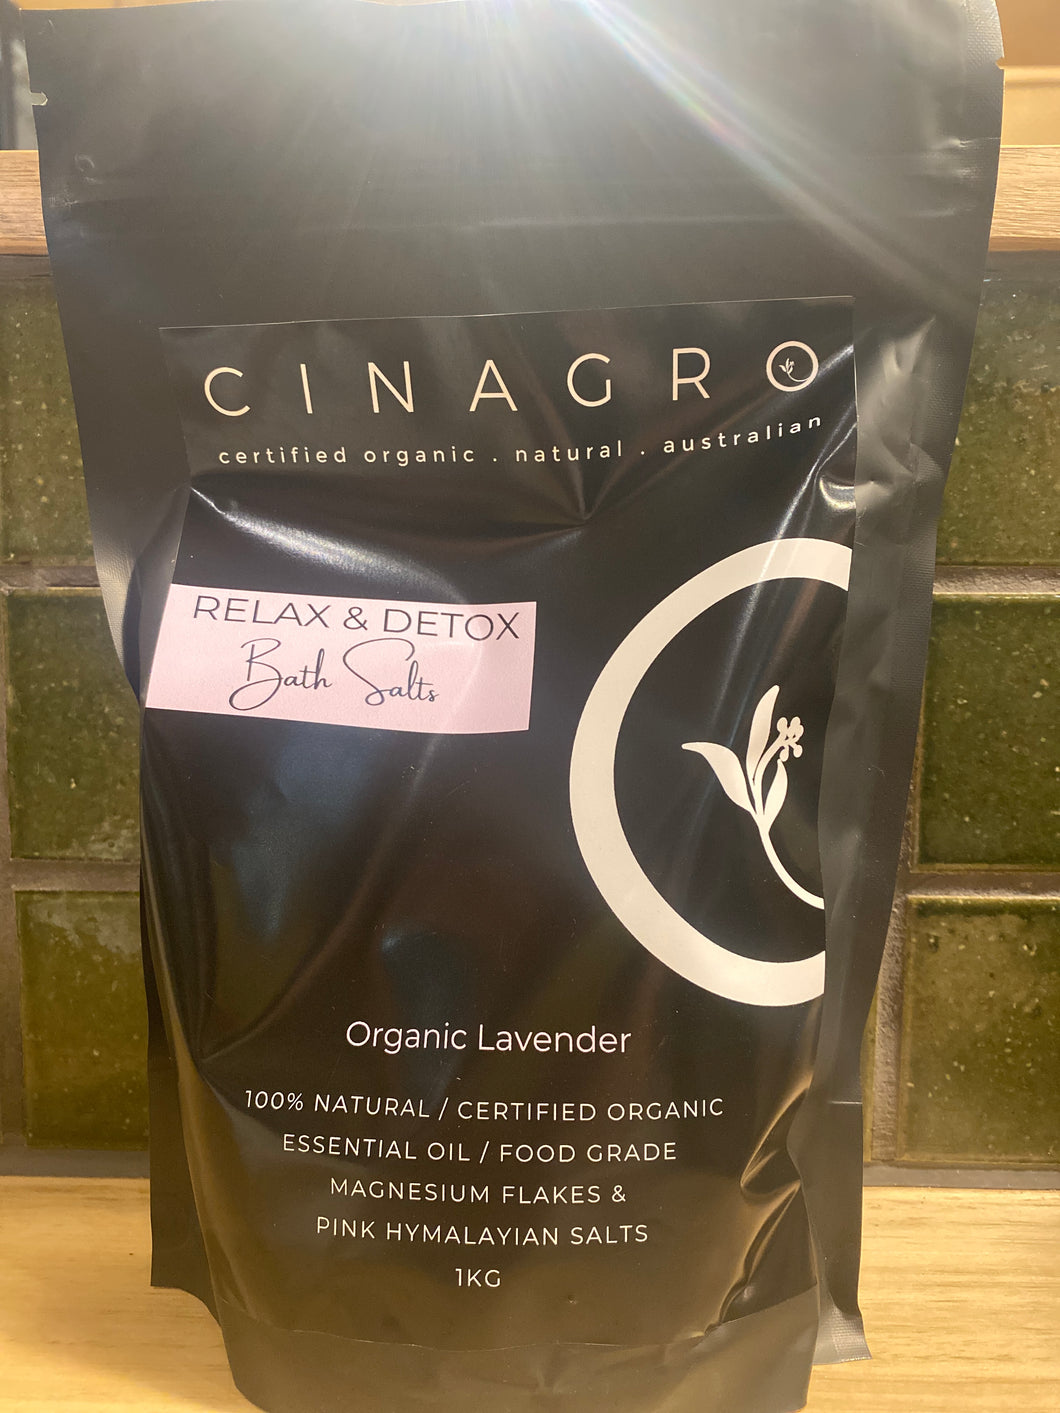 CINAGRO
certified organic . natural . australian
RELAX & DETOX
Bath Salts
Organic Lavender
100% NATURAL / CERTIFIED ORGANIC
ESSENTIAL OIL / FOOD GRADE
MAGNESIUM FLAKES &
PINK HYMALAYIAN SALTS
1KG